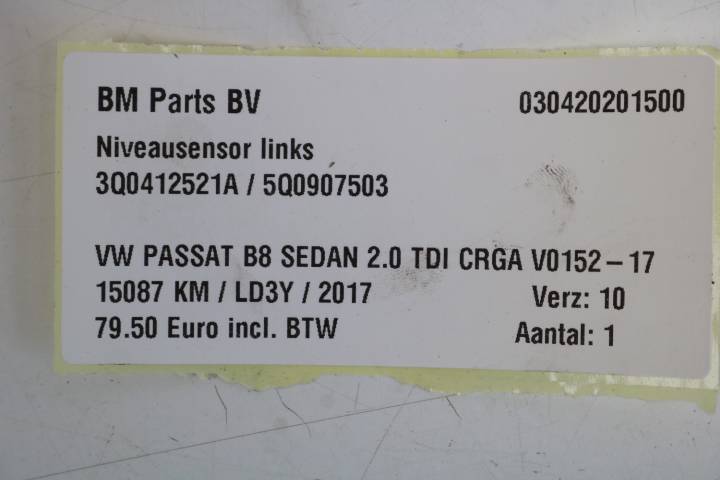 BM Parts BV 030420201500
Niveausensor links
3Q0412521A / 5Q0907503
VW PASSAT B8 SEDAN 2.0 TDI CRGA V0152-17
15087 KM / LD3Y / 2017 Verz: 10
79.50 Euro incl. BTW Aantal: 1